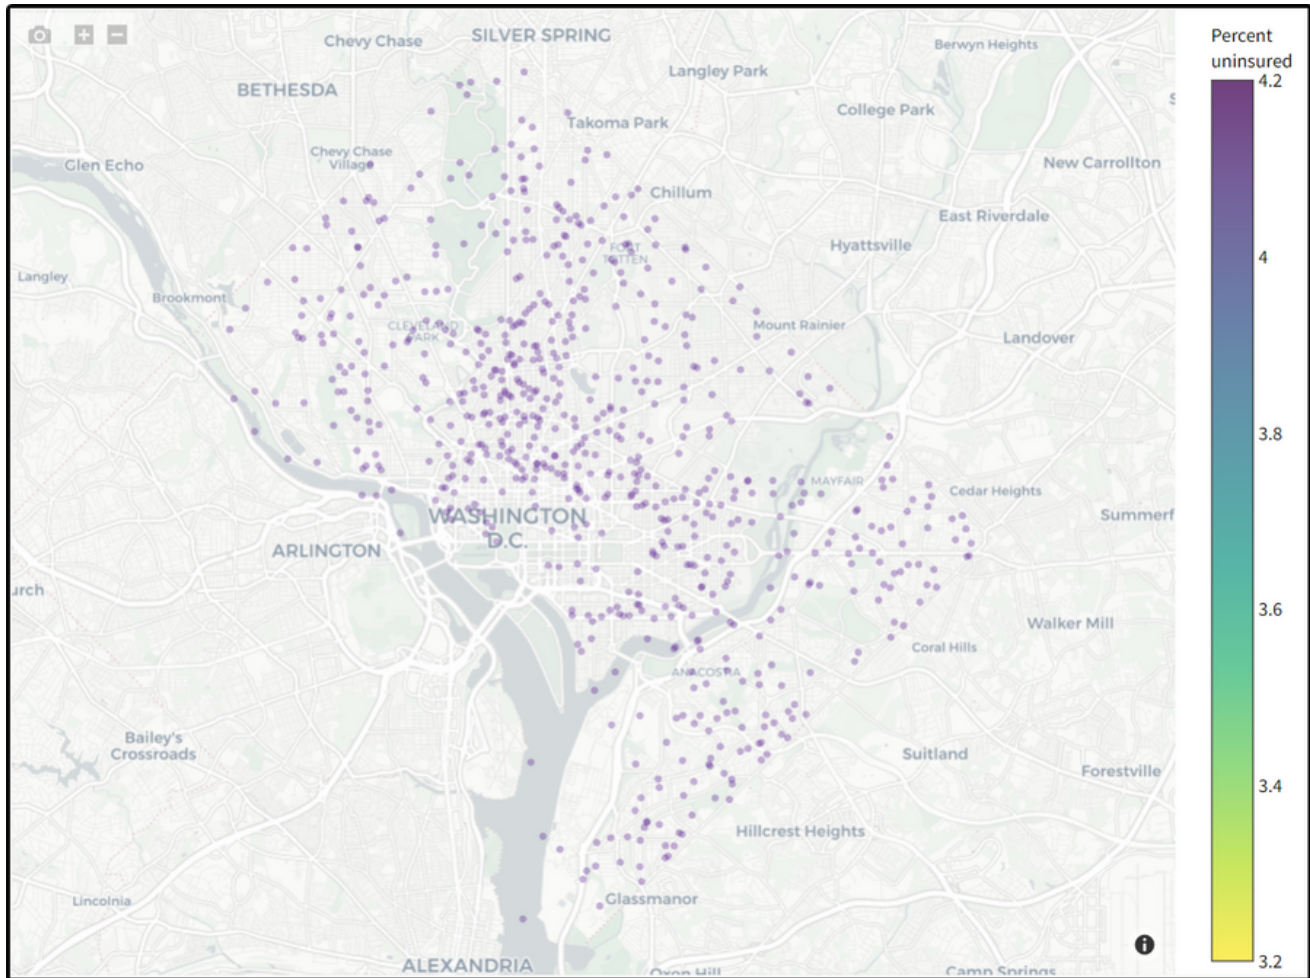 Chevy Chase
SILVER SPRING
Berwyn Heights
Percent
uninsured
Langley Park
4.2
BETHESDA
College Park
Takoma Park
Chevy Chase
Village
Glen Echo
New Carrollton
Chillum
East Riverdale
Hyattsville
FORT
TOTTEN
4
Langley
Brookmont
CLEVELAND
PARK
Mount Rainier
Landover
3.8
MAYFAIR
Cedar Heights
WASHINGTON
D.C.
Summerf
ARLINGTON
urch
3.6
Walker Mill
Coral Hills
ANACOSTIA
Bailey's
Crossroads
Suitland
Forestville
3.4
Hillcrest Heights
Lincolnia
Glassmanor
ALEXANDRIA
Oxon Hill
Camp Springs
3.2